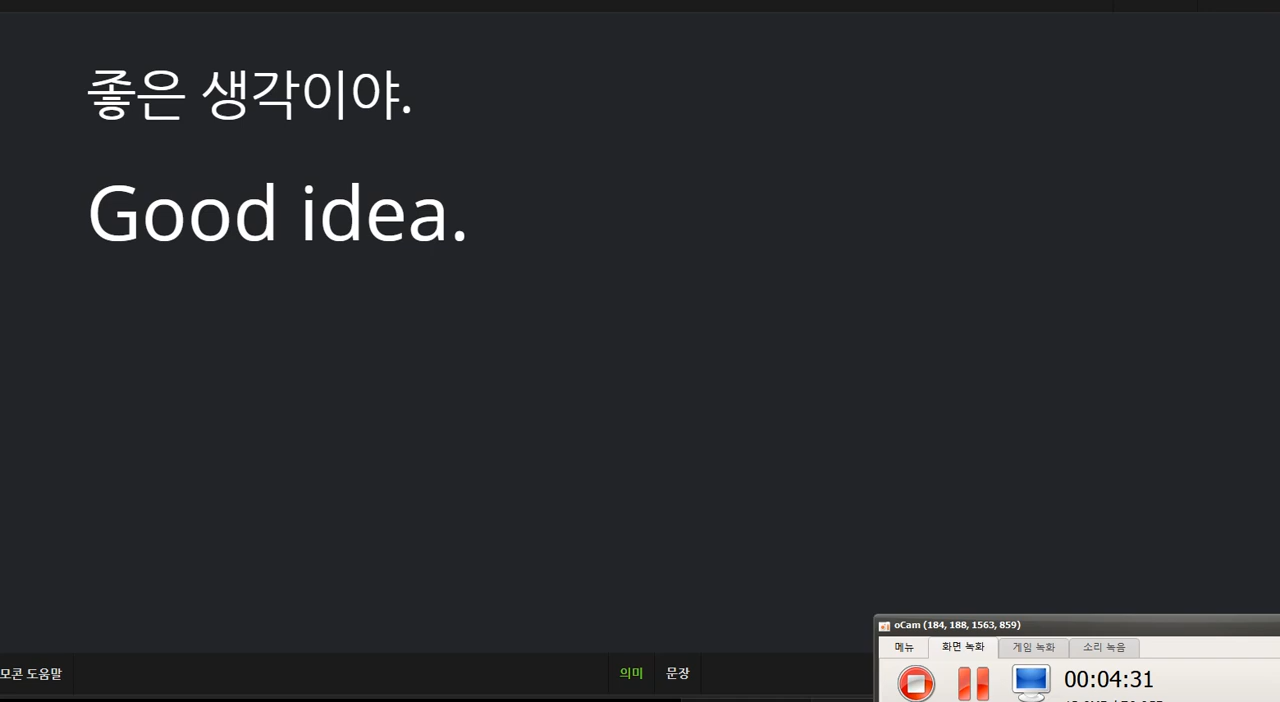 좋은 생각이야.
Good idea.
모콘 도움말
의미
문장
oCam (184, 188, 1563, 859)
메뉴
화면 녹화
게임 녹화
소리 녹음
00:04:31